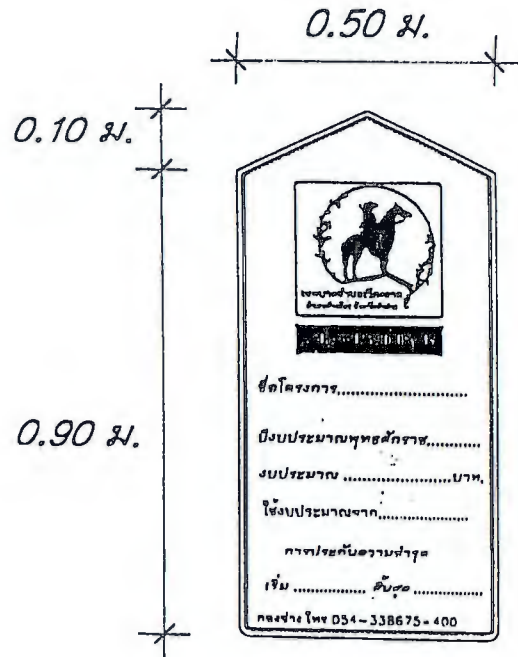 0.50 ม.
0.10 ม.
0.90 ม.
ชื่อโครงการ....................
ปีงบประมาณพุทธศักราช............
งบประมาณ ....................บาท.
ใช้งบประมาณจาก....................
การประกันความชำรุด
เริ่ม ............... สิ้นสุด ...............
กองช่าง โทร 054-338675-400